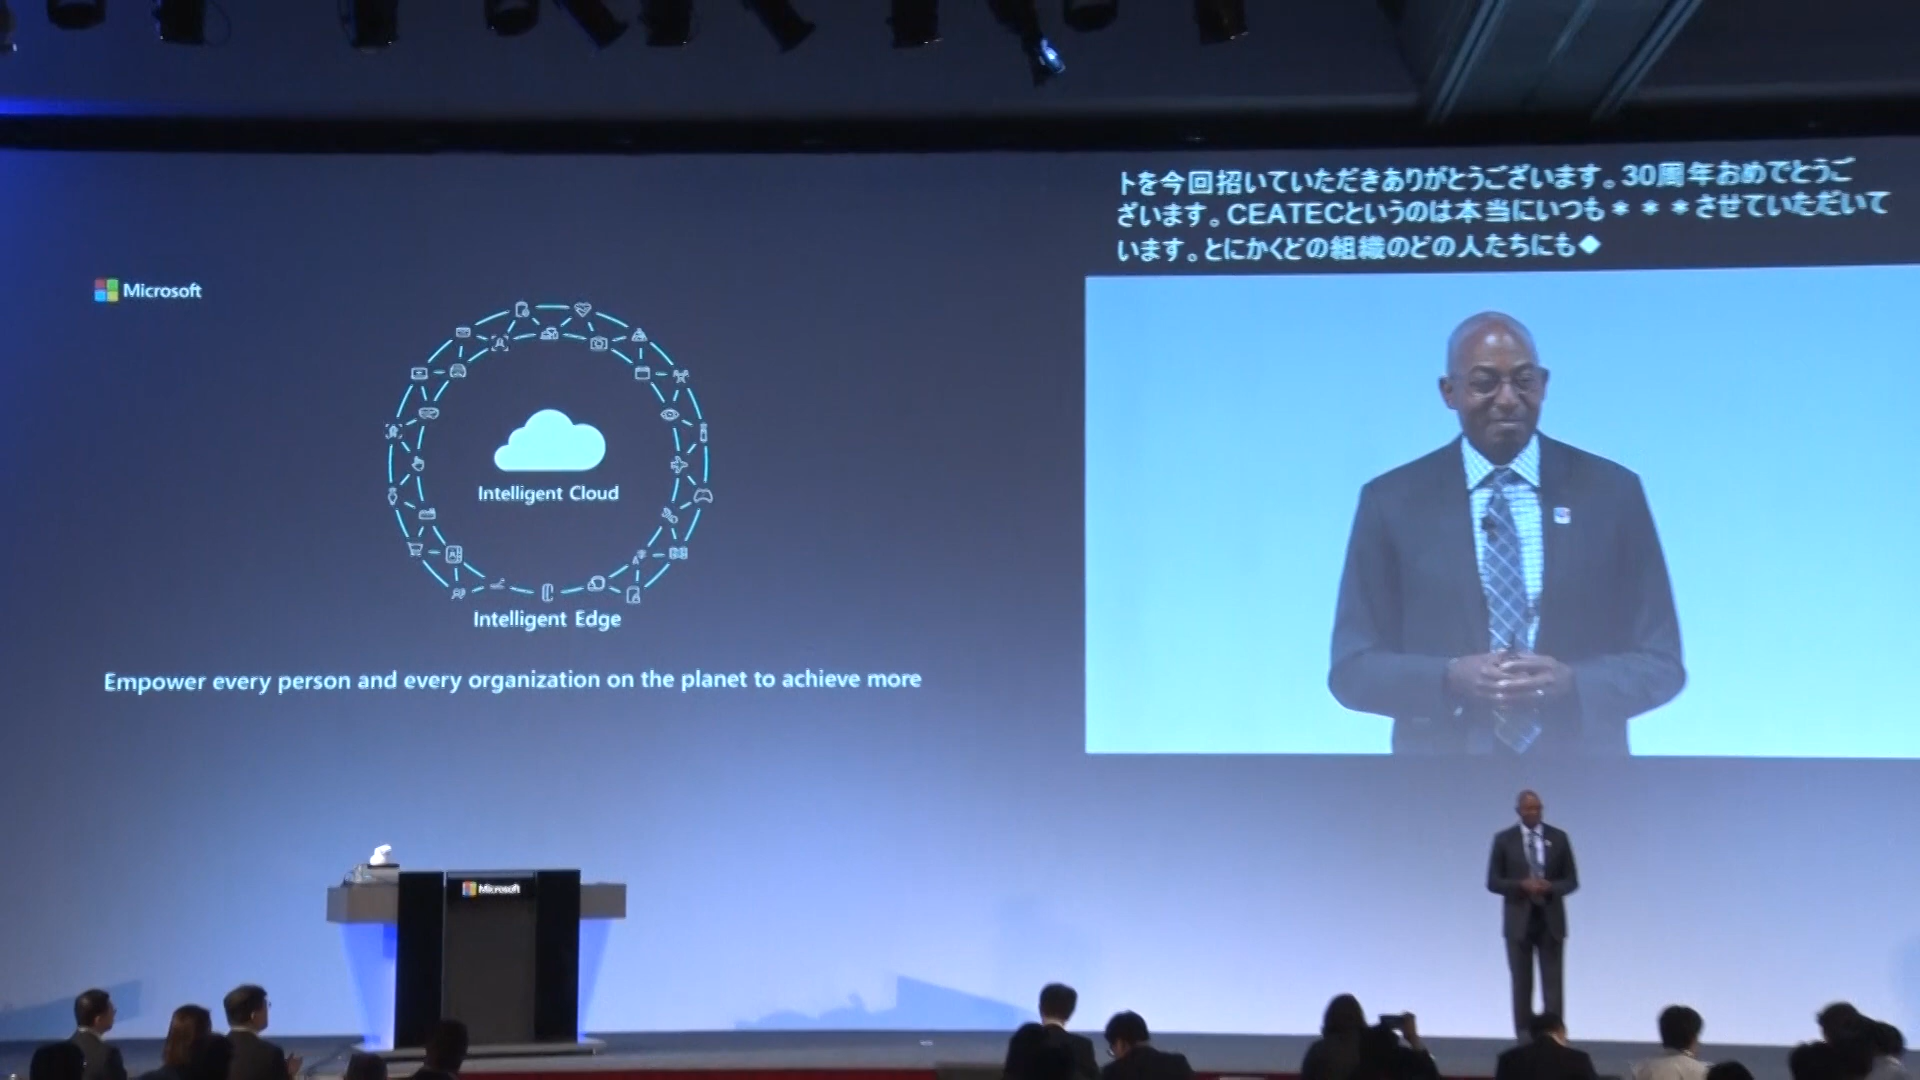 トを今回招いていただきありがとうございます。30周年おめでとうご
ざいます。CEATECというのは本当にいつも＊＊＊させていただいて
います。とにかくどの組織のどの人たちにも◆
Microsoft
Intelligent Cloud
Intelligent Edge
Empower every person and every organization on the planet to achieve more
Microsoft